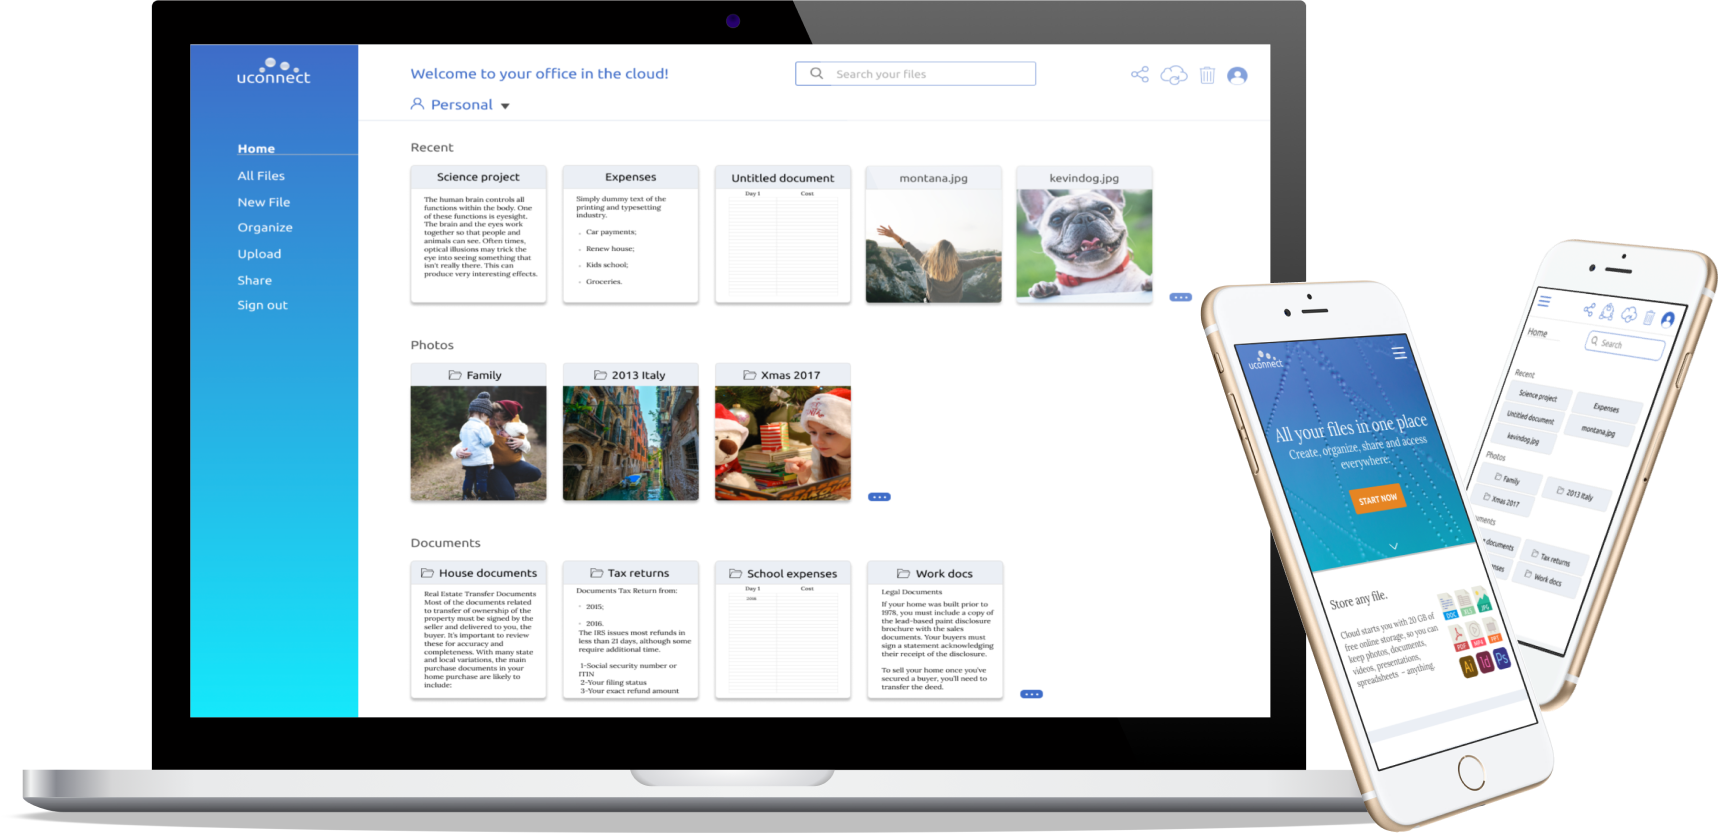 uconnect
Home
All Files
New File
Organize
Upload
Share
Sign out
Welcome to your office in the cloud!
Search your files
Personal
Recent
Science project
The human brain controls all
functions within the body. One
of these functions is eyesight.
The brain and the eyes work
together so that people and
animals can see. Often times,
optical illusions may trick the
eye into seeing something that
isn't really there. This can
produce very interesting effects.
Expenses
Simply dummy text of the
printing and typesetting
industry.
- Car payments;
- Renew house;
- Kids school;
- Groceries.
Untitled document
Day 1 Cost
montana.jpg
kevindog.jpg
Photos
Family
2013 Italy
Xmas 2017
Documents
House documents
Real Estate Transfer Documents
Most of the documents related
to transfer of ownership of the
property must be signed by the
seller and delivered to you, the
buyer. It's important to review
these for accuracy and
completeness. With many state
and local variations, the main
purchase documents in your
home purchase are likely to
include:
Tax returns
Documents Tax Return from:
- 2015;
- 2016.
The IRS issues most refunds in
less than 21 days, although some
require additional time.
1-Social security number or
ITIN
2-Your filing status
3-Your exact refund amount
School expenses
Day 1 Cost
Work docs
Legal Documents
If your home was built prior to
1978, you must include a copy of
the lead-based paint disclosure
brochure with the sales
documents. Your buyers must
sign a statement acknowledging
their receipt of the disclosure.
To sell your home once you've
secured a buyer, you'll need to
transfer the deed.
uconnect
All your files in one place
Create, organize, share and access
everywhere.
START NOW
Store any file.
Cloud starts you with 20 GB of
free online storage, so you can
keep photos, documents,
videos, presentations,
spreadsheets – anything.
DOC
JPG
PDF
MP4
PPT
Ai
Id
Ps
Home
Search
Recent
Science project
Expenses
Untitled document
montana.jpg
kevindog.jpg
Photos
Family
2013 Italy
Xmas 2017
uments
documents
Tax returns
enses
Work docs